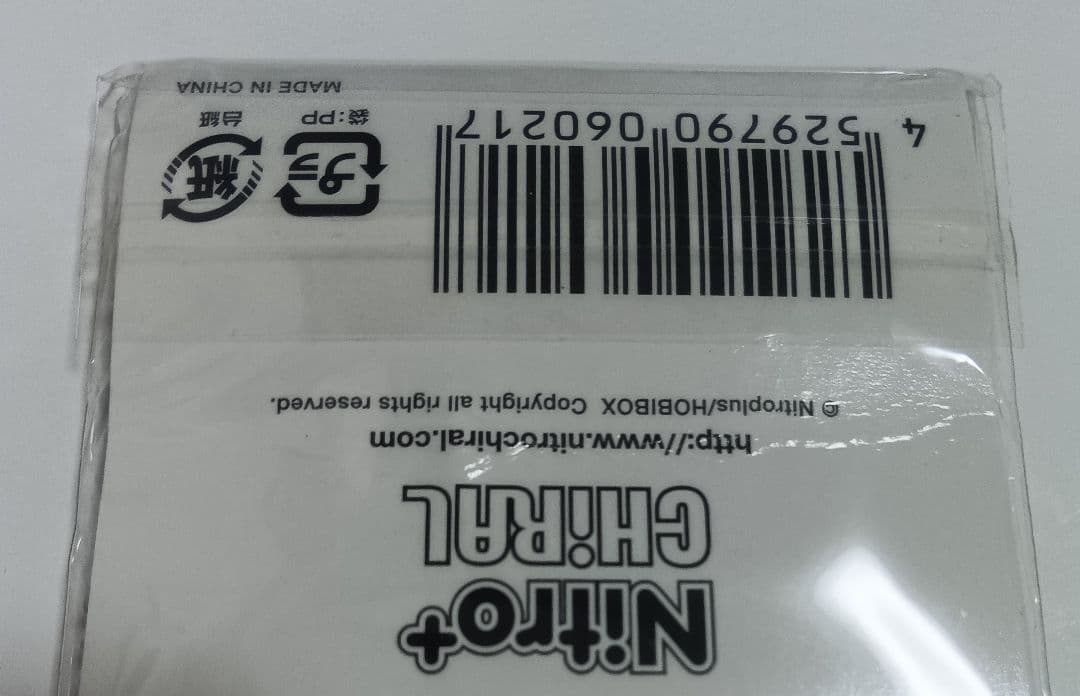 Nitro+
CHiRAL
http://www.nitrochiral.com
© Nitroplus/HOBIBOX Copyright all rights reserved.
4 529790 060217
プラ 紙
袋:PP 台紙
MADE IN CHINA